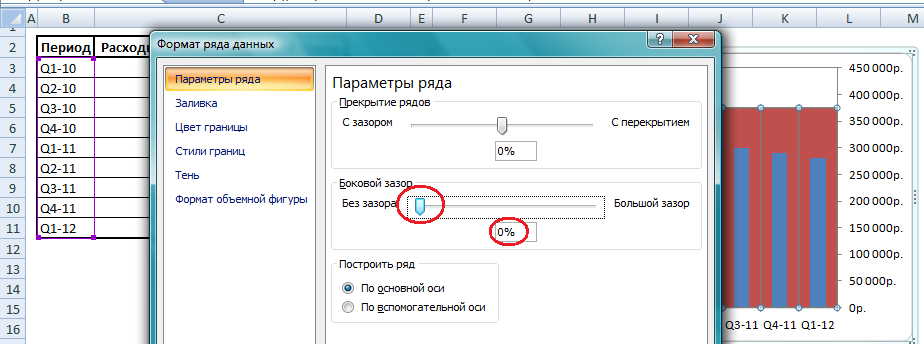 A B C D E F G H I J K L M
Формат ряда данных
2 Период Расходы
3 Q1-10
4 Q2-10
5 Q3-10
6 Q4-10
7 Q1-11
8 Q2-11
9 Q3-11
10 Q4-11
11 Q1-12
12
13
14
15
16
Параметры ряда
Заливка
Цвет границы
Стили границ
Тень
Формат объемной фигуры
Параметры ряда
Прекрытие рядов
С зазором С перекрытием
0%
Боковой зазор
Без зазора Большой зазор
0%
Построить ряд
По основной оси
По вспомогательной оси
450 000р.
400 000р.
350 000р.
300 000р.
250 000р.
200 000р.
150 000р.
100 000р.
50 000р.
0р.
Q3-11 Q4-11 Q1-12